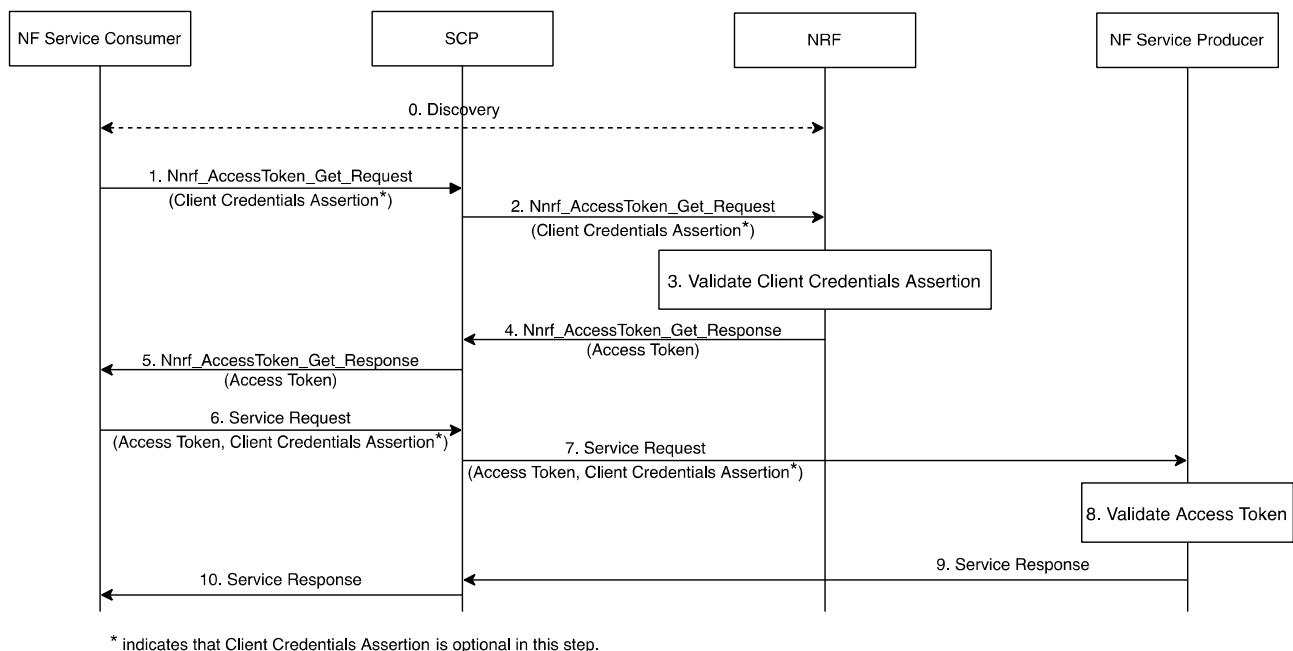 NF Service Consumer
SCP
NRF
NF Service Producer
0. Discovery
1. Nnrf_AccessToken_Get_Request
(Client Credentials Assertion*)
2. Nnrf_AccessToken_Get_Request
(Client Credentials Assertion*)
3. Validate Client Credentials Assertion
4. Nnrf_AccessToken_Get_Response
(Access Token)
5. Nnrf_AccessToken_Get_Response
(Access Token)
6. Service Request
(Access Token, Client Credentials Assertion*)
7. Service Request
(Access Token, Client Credentials Assertion*)
8. Validate Access Token
9. Service Response
10. Service Response
* indicates that Client Credentials Assertion is optional in this step.